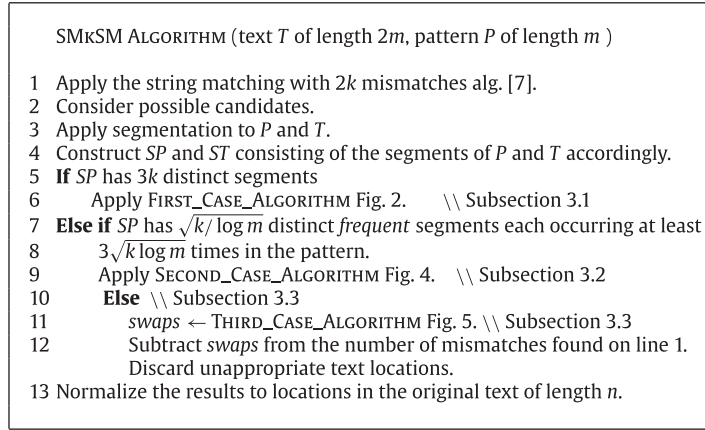 SMKSM ALGORITHM (text T of length 2m, pattern P of length m )
1 Apply the string matching with 2k mismatches alg. [7].
2 Consider possible candidates.
3 Apply segmentation to P and T.
4 Construct SP and ST consisting of the segments of P and T accordingly.
5 If SP has 3k distinct segments
6 Apply FIRST_CASE_ALGORITHM Fig. 2. \\ Subsection 3.1
7 Else if SP has √k/ log m distinct frequent segments each occurring at least
8 3√k log m times in the pattern.
9 Apply SECOND_CASE_ALGORITHM Fig. 4. \\ Subsection 3.2
10 Else \\ Subsection 3.3
11 swaps ← THIRD_CASE_ALGORITHM Fig. 5. \\ Subsection 3.3
12 Subtract swaps from the number of mismatches found on line 1.
Discard unappropriate text locations.
13 Normalize the results to locations in the original text of length n.